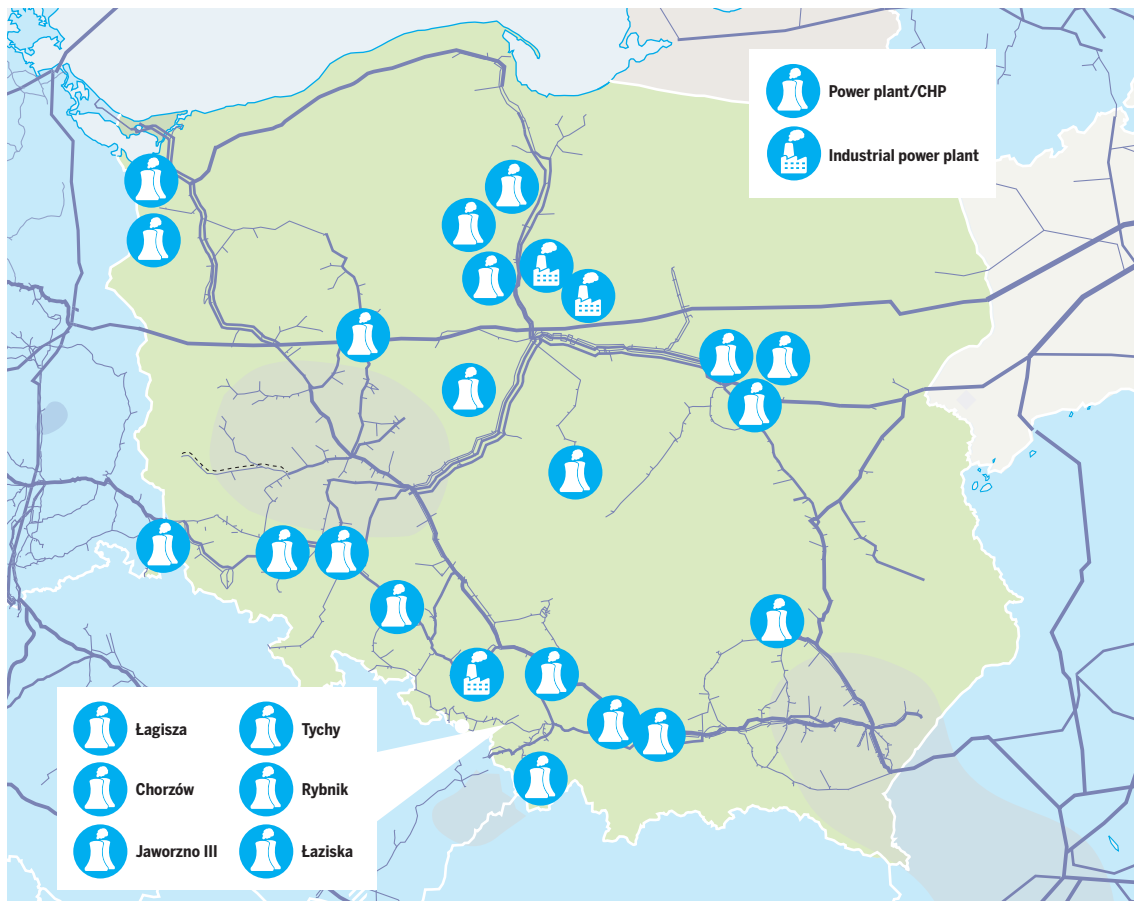 Power plant/CHP
Industrial power plant
Łagisza
Tychy
Chorzów
Rybnik
Jaworzno III
Łaziska